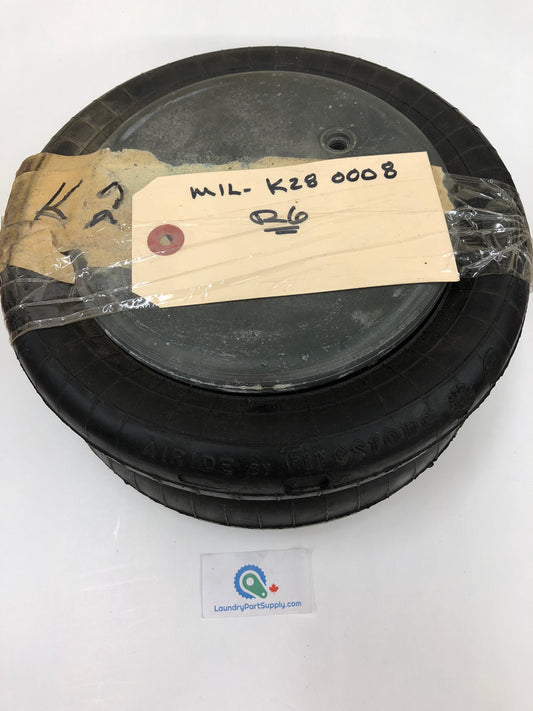 MIL- K28 0008
R6
K2
AIRIDE BY Firestone
LaundryPartSupply.com